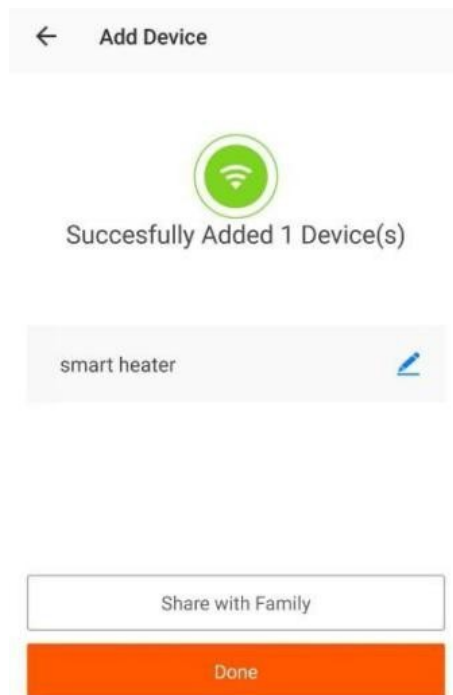 Add Device
Succesfully Added 1 Device(s)
smart heater
Share with Family
Done